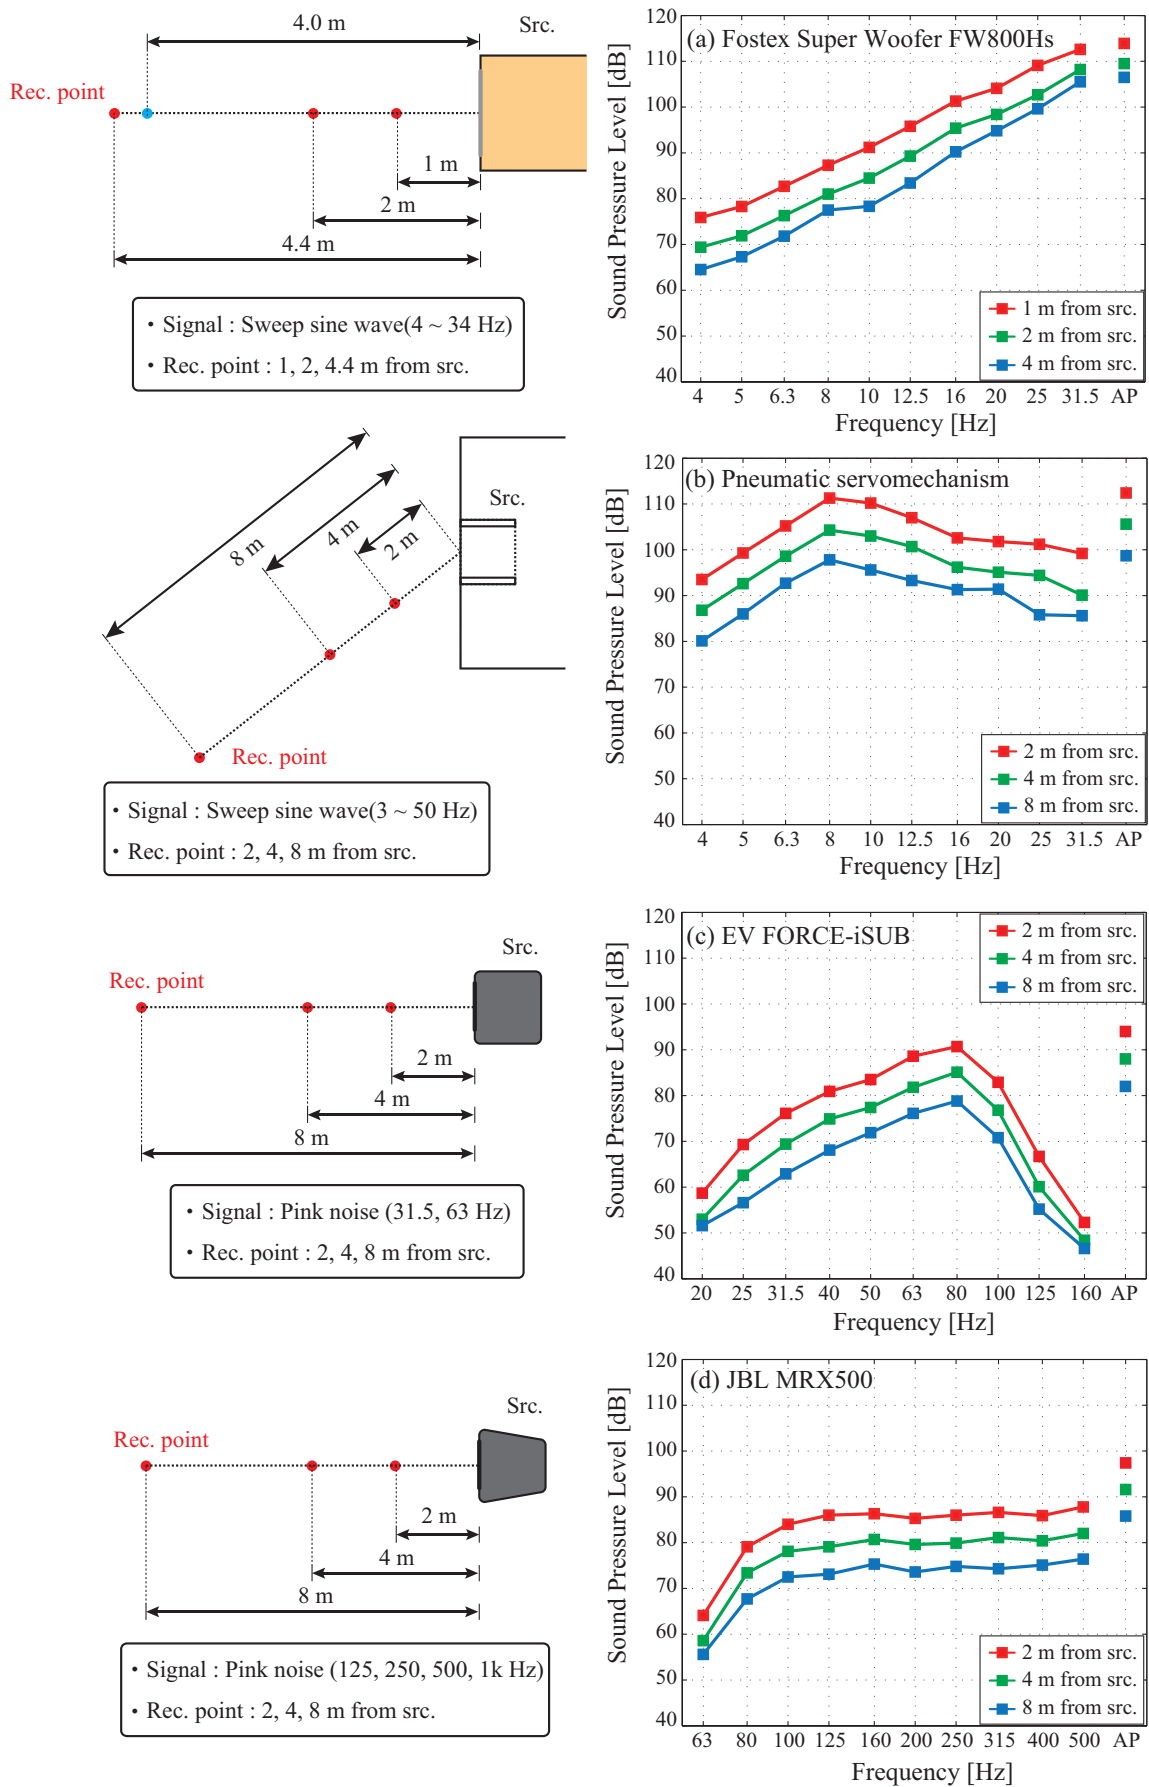 4.0 m
Src.
Rec. point
1 m
2 m
4.4 m
・Signal : Sweep sine wave(4 ~ 34 Hz)
・Rec. point : 1, 2, 4.4 m from src.
(a) Fostex Super Woofer FW800Hs
Sound Pressure Level [dB]
120
110
100
90
80
70
60
50
40
1 m from src.
2 m from src.
4 m from src.
4 5 6.3 8 10 12.5 16 20 25 31.5 AP
Frequency [Hz]
8 m
4 m
2 m
Src.
Rec. point
・Signal : Sweep sine wave(3 ~ 50 Hz)
・Rec. point : 2, 4, 8 m from src.
(b) Pneumatic servomechanism
Sound Pressure Level [dB]
120
110
100
90
80
70
60
50
40
2 m from src.
4 m from src.
8 m from src.
4 5 6.3 8 10 12.5 16 20 25 31.5 AP
Frequency [Hz]
Src.
Rec. point
2 m
4 m
8 m
・Signal : Pink noise (31.5, 63 Hz)
・Rec. point : 2, 4, 8 m from src.
(c) EV FORCE-iSUB
Sound Pressure Level [dB]
120
110
100
90
80
70
60
50
40
2 m from src.
4 m from src.
8 m from src.
20 25 31.5 40 50 63 80 100 125 160 AP
Frequency [Hz]
Src.
Rec. point
2 m
4 m
8 m
・Signal : Pink noise (125, 250, 500, 1k Hz)
・Rec. point : 2, 4, 8 m from src.
(d) JBL MRX500
Sound Pressure Level [dB]
120
110
100
90
80
70
60
50
40
2 m from src.
4 m from src.
8 m from src.
63 80 100 125 160 200 250 315 400 500 AP
Frequency [Hz]